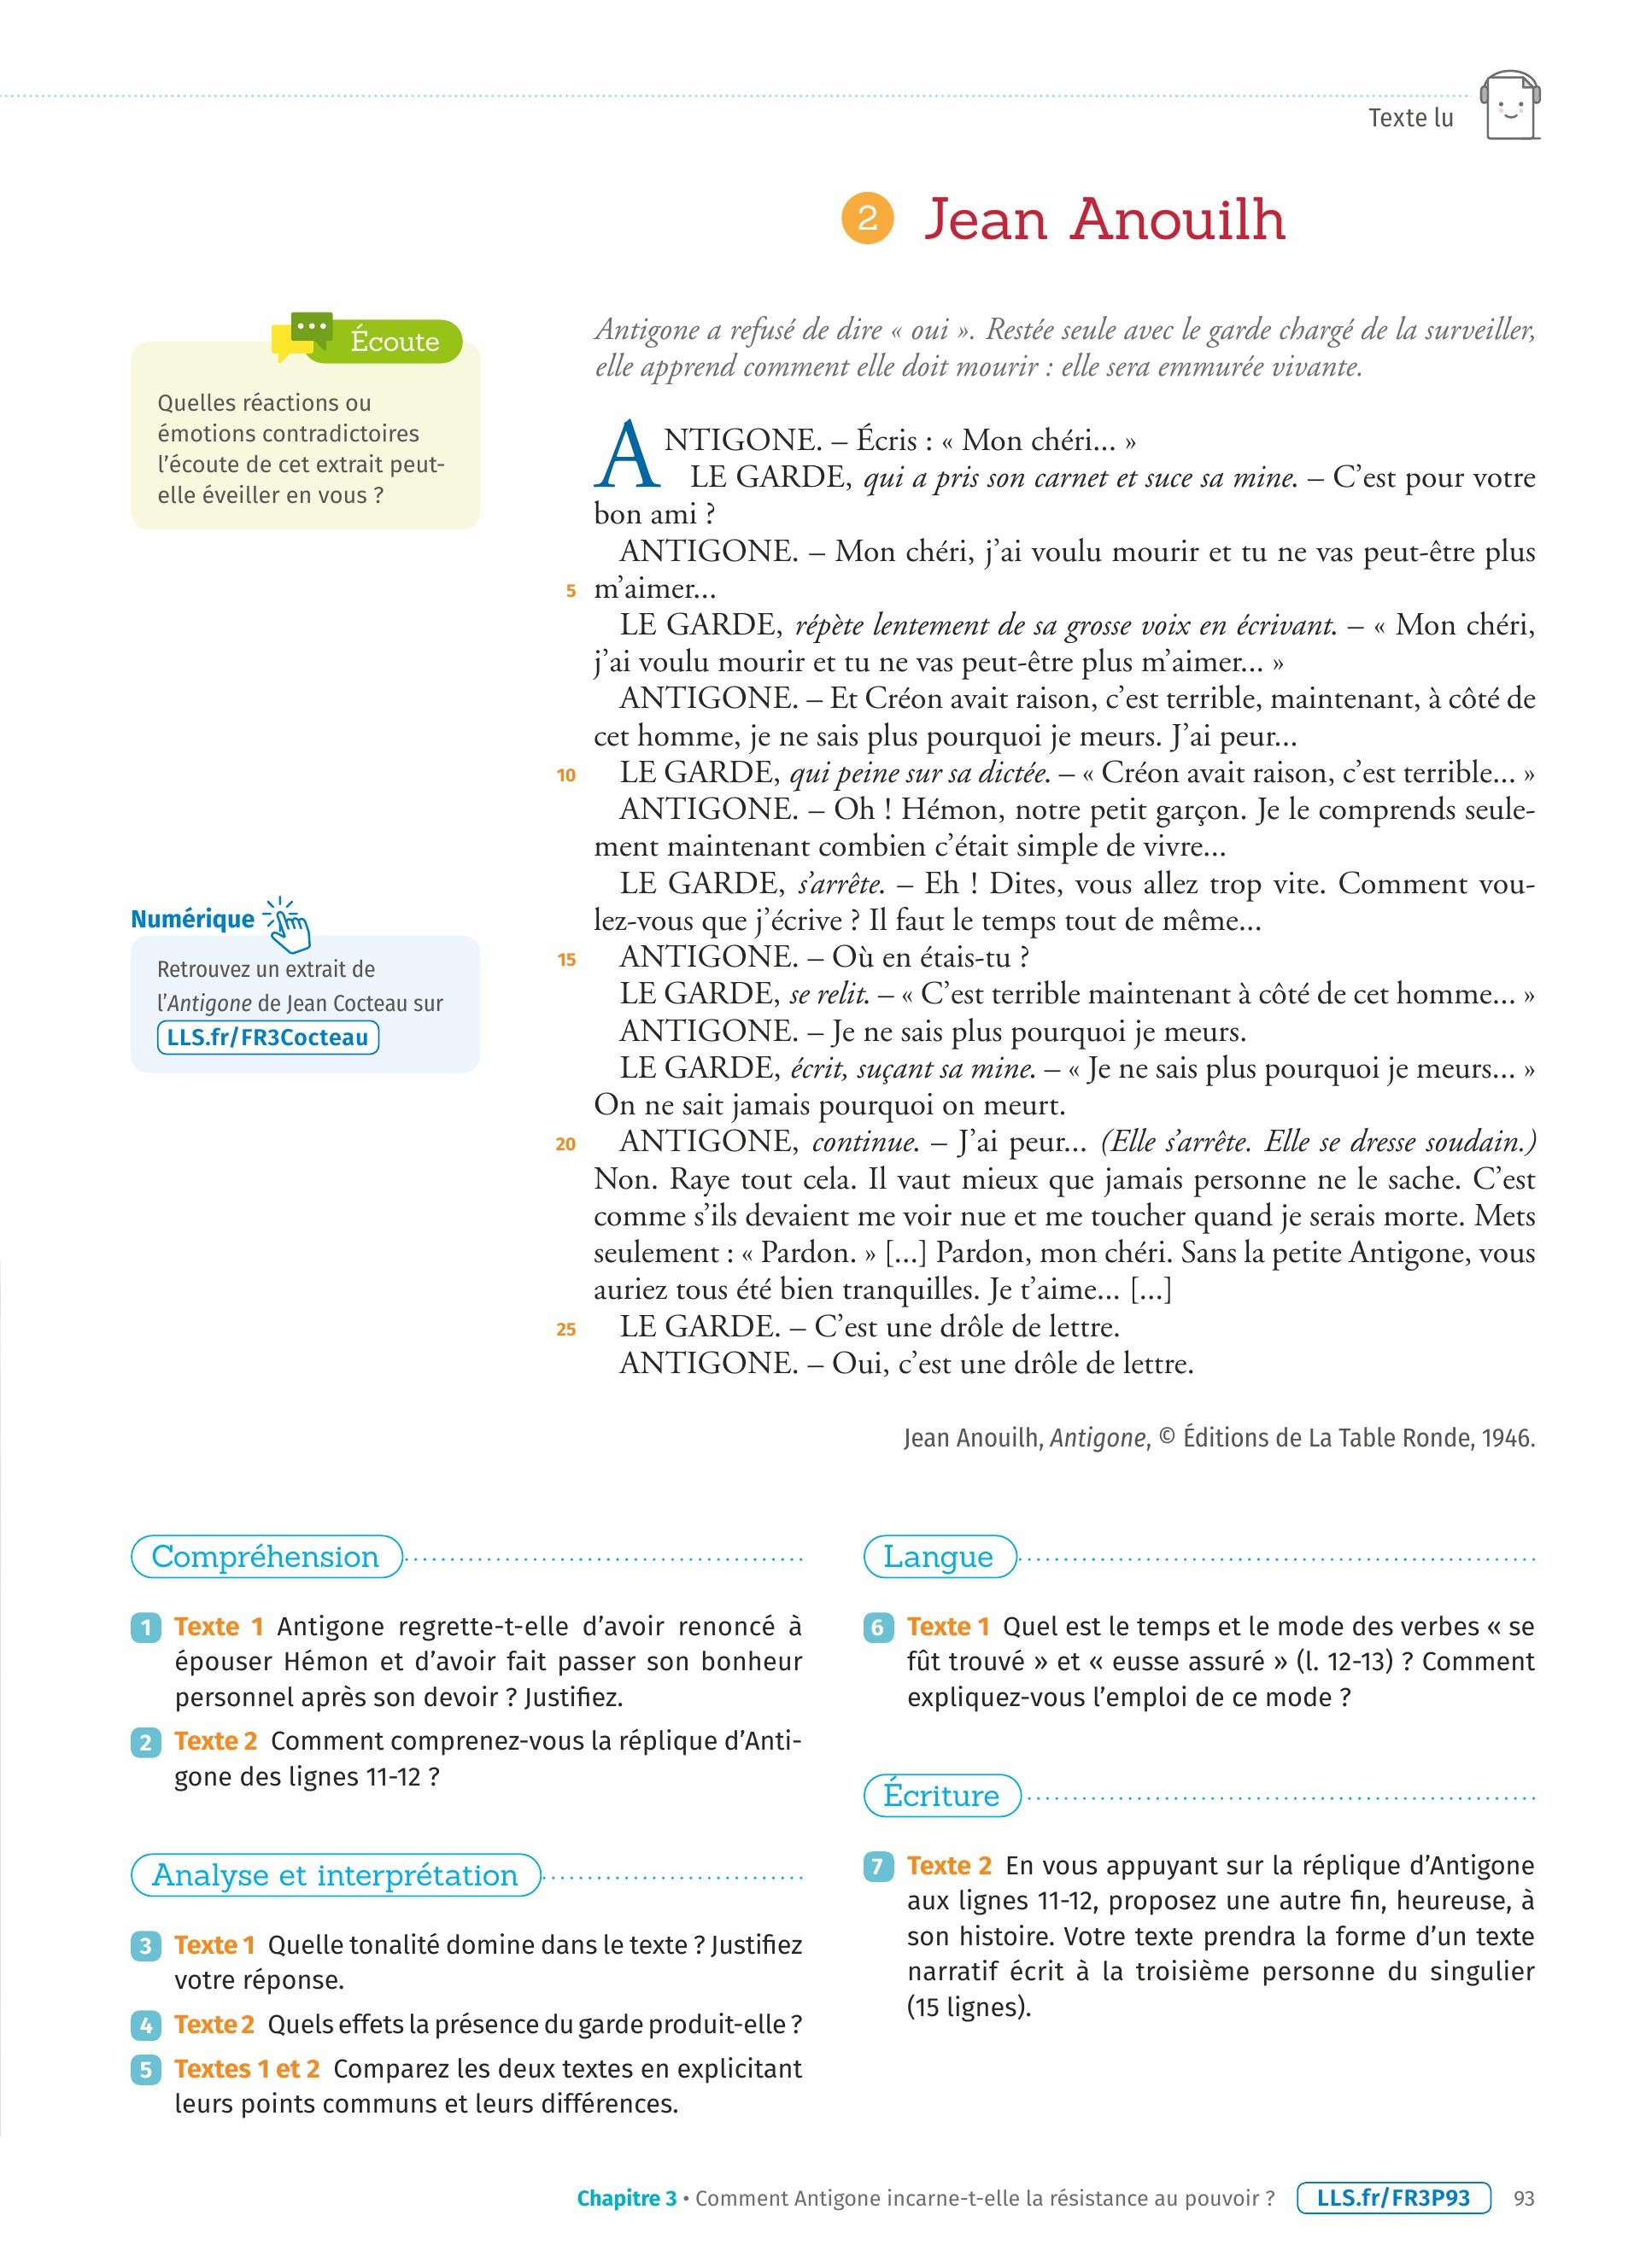 Texte lu
2 Jean Anouilh
Écoute
Quelles réactions ou
émotions contradictoires
l'écoute de cet extrait peut-
elle éveiller en vous ?
Numérique
Retrouvez un extrait de
l'Antigone de Jean Cocteau sur
LLS.fr/FR3Cocteau
Antigone a refusé de dire « oui ». Restée seule avec le garde chargé de la surveiller,
elle apprend comment elle doit mourir : elle sera emmurée vivante.
ANTIGONE. – Écris : « Mon chéri... »
LE GARDE, qui a pris son carnet et suce sa mine. – C'est pour votre
bon ami ?
ANTIGONE. – Mon chéri, j'ai voulu mourir et tu ne vas peut-être plus
5 m'aimer...
LE GARDE, répète lentement de sa grosse voix en écrivant. – « Mon chéri,
j'ai voulu mourir et tu ne vas peut-être plus m'aimer... »
ANTIGONE. – Et Créon avait raison, c'est terrible, maintenant, à côté de
cet homme, je ne sais plus pourquoi je meurs. J'ai peur...
10 LE GARDE, qui peine sur sa dictée. – « Créon avait raison, c'est terrible... »
ANTIGONE. – Oh ! Hémon, notre petit garçon. Je le comprends seule-
ment maintenant combien c'était simple de vivre...
LE GARDE, s'arrête. – Eh ! Dites, vous allez trop vite. Comment vou-
lez-vous que j'écrive ? Il faut le temps tout de même...
15 ANTIGONE. – Où en étais-tu ?
LE GARDE, se relit. – « C'est terrible maintenant à côté de cet homme... »
ANTIGONE. – Je ne sais plus pourquoi je meurs.
LE GARDE, écrit, suçant sa mine. – « Je ne sais plus pourquoi je meurs... »
On ne sait jamais pourquoi on meurt.
20 ANTIGONE, continue. – J'ai peur... (Elle s'arrête. Elle se dresse soudain.)
Non. Raye tout cela. Il vaut mieux que jamais personne ne le sache. C'est
comme s'ils devaient me voir nue et me toucher quand je serais morte. Mets
seulement : « Pardon. » [...] Pardon, mon chéri. Sans la petite Antigone, vous
auriez tous été bien tranquilles. Je t'aime... [...]
25 LE GARDE. – C'est une drôle de lettre.
ANTIGONE. – Oui, c'est une drôle de lettre.
Jean Anouilh, Antigone, © Éditions de La Table Ronde, 1946.
Compréhension
1 Texte 1 Antigone regrette-t-elle d'avoir renoncé à
épouser Hémon et d'avoir fait passer son bonheur
personnel après son devoir ? Justifiez.
2 Texte 2 Comment comprenez-vous la réplique d'Anti-
gone des lignes 11-12 ?
Analyse et interprétation
3 Texte 1 Quelle tonalité domine dans le texte ? Justifiez
votre réponse.
4 Texte 2 Quels effets la présence du garde produit-elle ?
5 Textes 1 et 2 Comparez les deux textes en explicitant
leurs points communs et leurs différences.
Langue
6 Texte 1 Quel est le temps et le mode des verbes « se
fût trouvé » et « eusse assuré » (l. 12-13) ? Comment
expliquez-vous l'emploi de ce mode ?
Écriture
7 Texte 2 En vous appuyant sur la réplique d'Antigone
aux lignes 11-12, proposez une autre fin, heureuse, à
son histoire. Votre texte prendra la forme d'un texte
narratif écrit à la troisième personne du singulier
(15 lignes).
Chapitre 3 • Comment Antigone incarne-t-elle la résistance au pouvoir ? LLS.fr/FR3P93 93